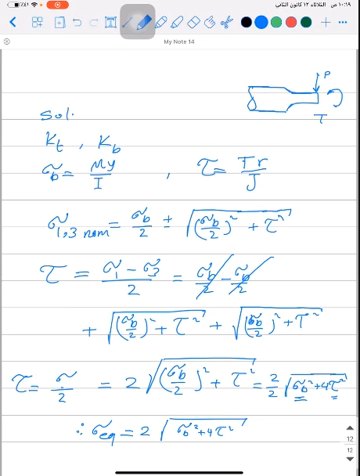 ١٠:١٩ ص الثلاثاء ١٢ كانون الثاني
My Note 14
P
T
Sol.
Kt , Kb
σb = My/I , τ = Tr/J
σ1,3 nom = σb/2 ± √((σb/2)² + τ²)
τ = (σ1 − σ3)/2 = σb/2 − σb/2
+ √((σb/2)² + τ²) + √((σb/2)² + τ²)
τ = σ/2 = 2√((σb/2)² + τ²) = 2/2 √(σb² + 4τ²)
∴ σeq = 2√(σb² + 4τ²)
12
12